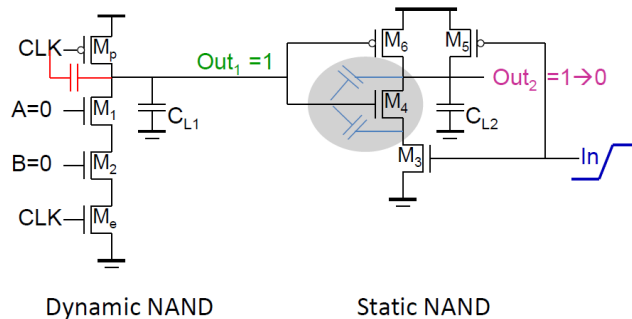 CLK
Mp
M6
M5
Out1 =1
Out2 =1→0
A=0
M1
CL1
M4
CL2
B=0
M2
M3
In
CLK
Me
Dynamic NAND
Static NAND